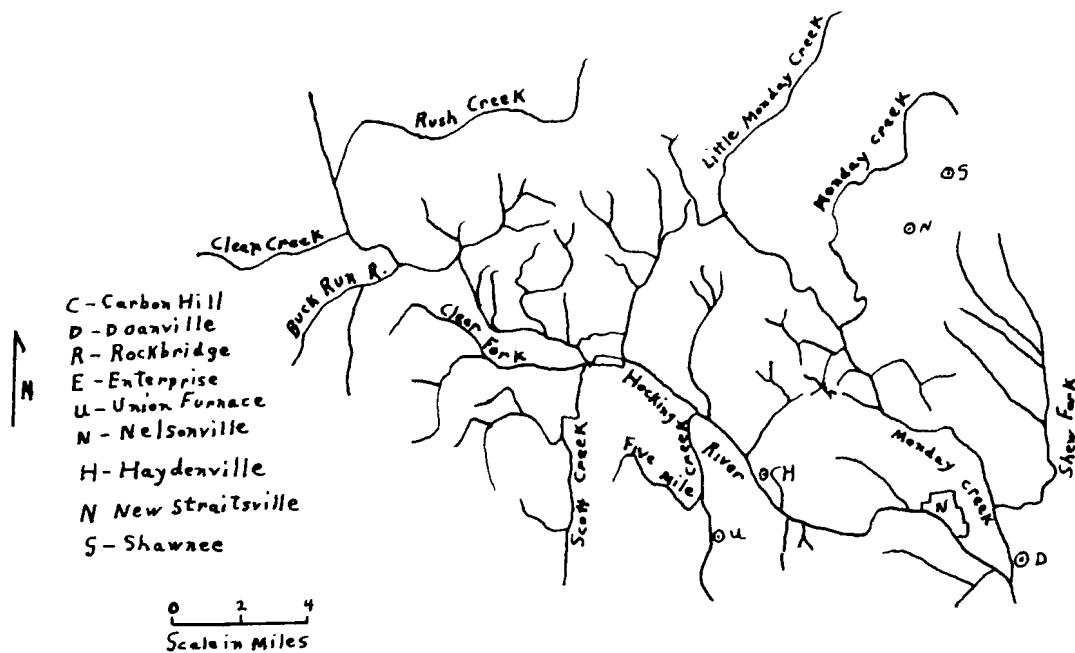 Rush Creek
Little Monday Creek
Monday creek
S
N
Clear Creek
Buck Run R.
Clear Fork
C - Carbon Hill
D - Doanville
R - Rockbridge
E - Enterprise
U - Union Furnace
N - Nelsonville
H - Haydenville
N New Straitsville
S - Shawnee
N
Hocking River
Five Mile Creek
Scott Creek
Monday creek
Shew Fork
H
N
U
D
0 2 4
Scale in Miles